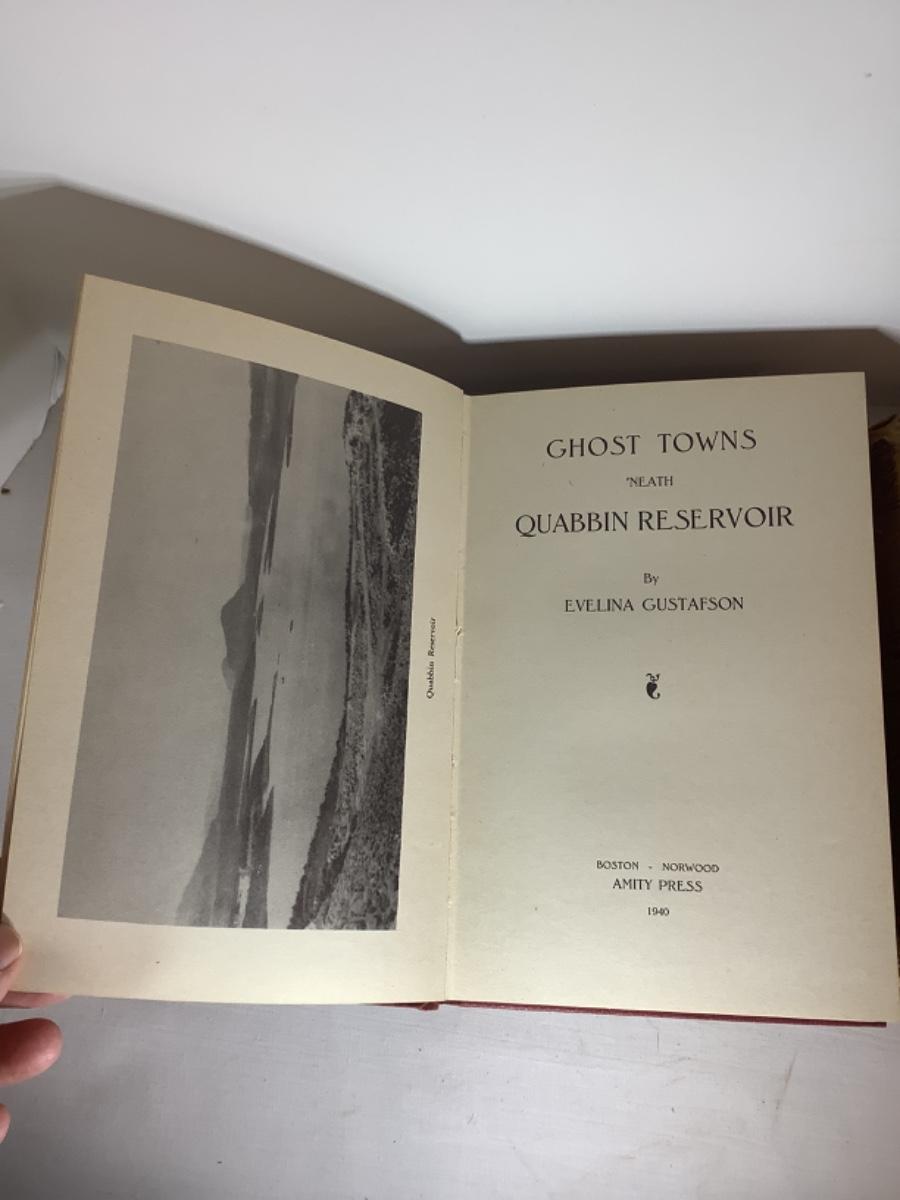 Quabbin Reservoir
GHOST TOWNS
'NEATH
QUABBIN RESERVOIR
By
EVELINA GUSTAFSON
BOSTON - NORWOOD
AMITY PRESS
1940